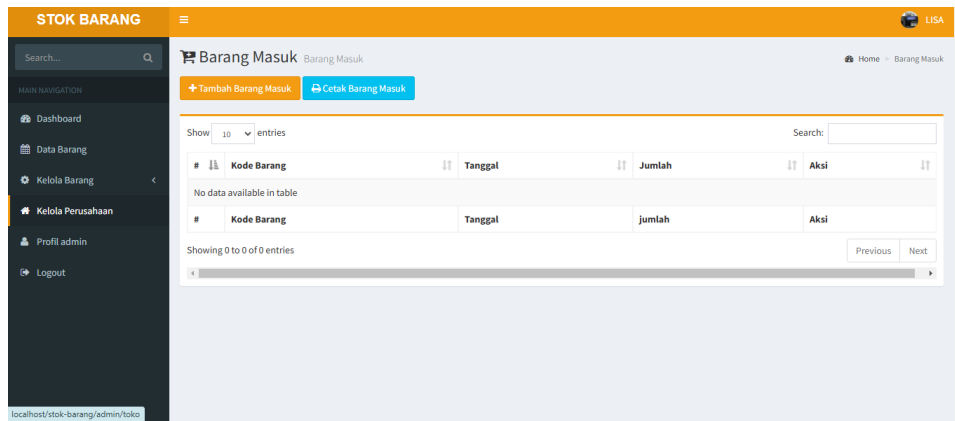 STOK BARANG
LISA
Search...
MAIN NAVIGATION
Dashboard
Data Barang
Kelola Barang
Kelola Perusahaan
Profil admin
Logout
Barang Masuk Barang Masuk
Home > Barang Masuk
Tambah Barang Masuk Cetak Barang Masuk
Show 10 entries Search:
# Kode Barang Tanggal Jumlah Aksi
No data available in table
# Kode Barang Tanggal jumlah Aksi
Showing 0 to 0 of 0 entries
Previous Next
localhost/stok-barang/admin/toko